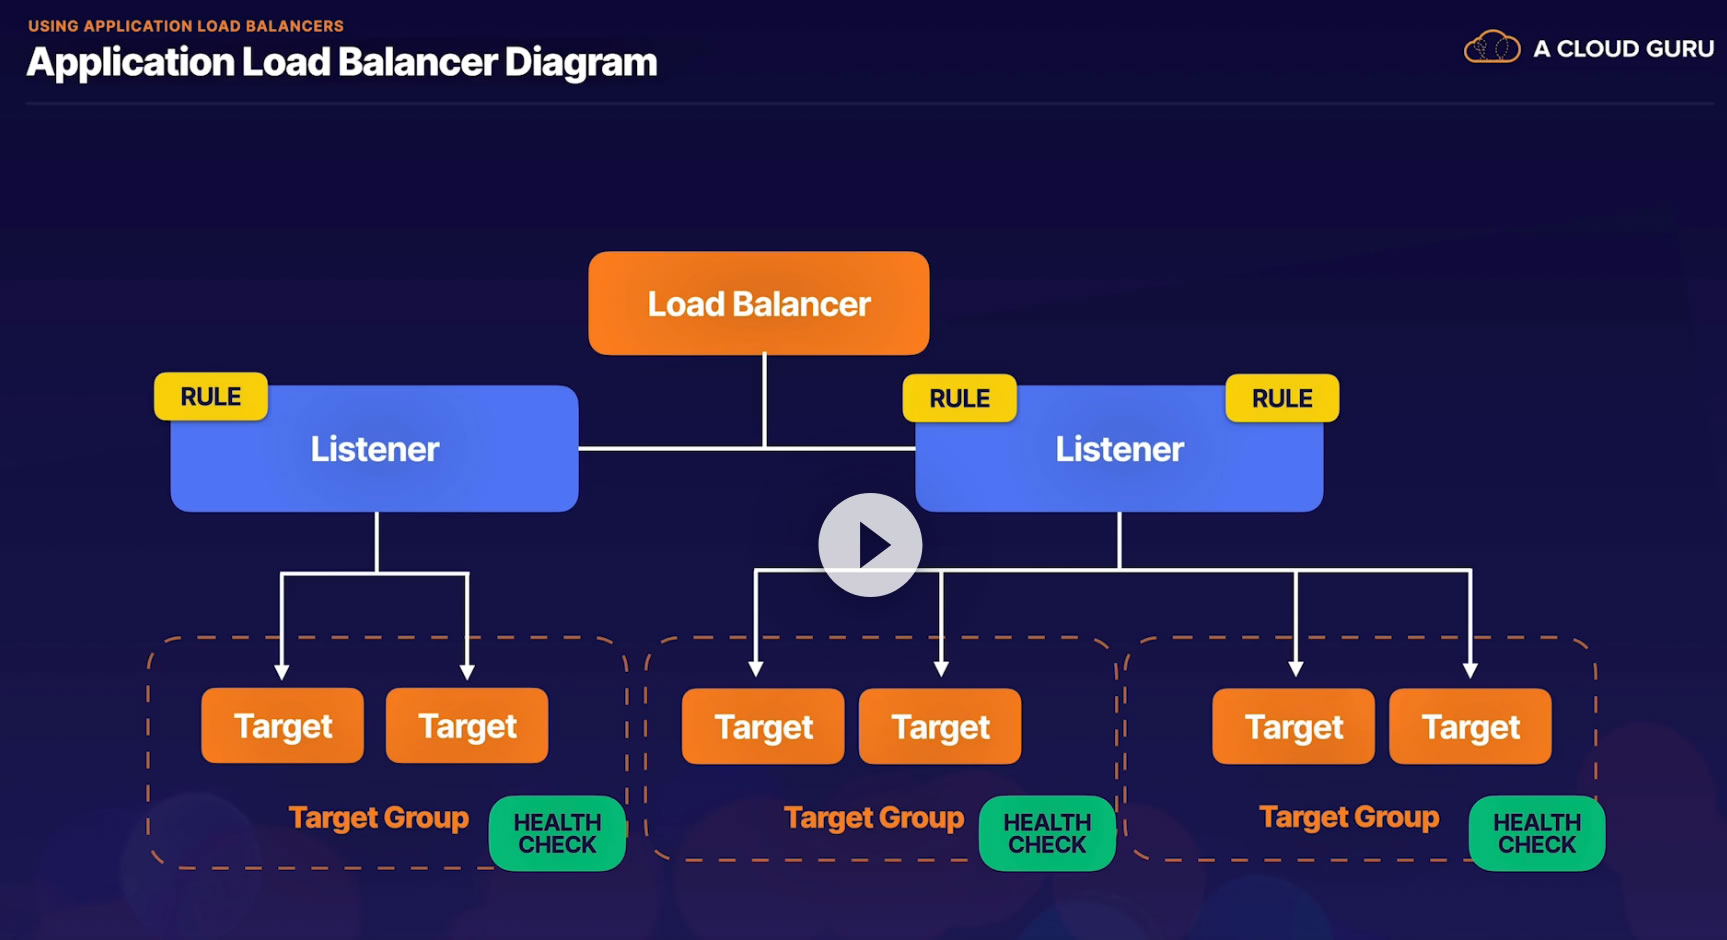 USING APPLICATION LOAD BALANCERS
Application Load Balancer Diagram
A CLOUD GURU
Load Balancer
RULE
Listener
RULE
RULE
Listener
Target
Target
Target Group
HEALTH
CHECK
Target
Target
Target Group
HEALTH
CHECK
Target
Target
Target Group
HEALTH
CHECK